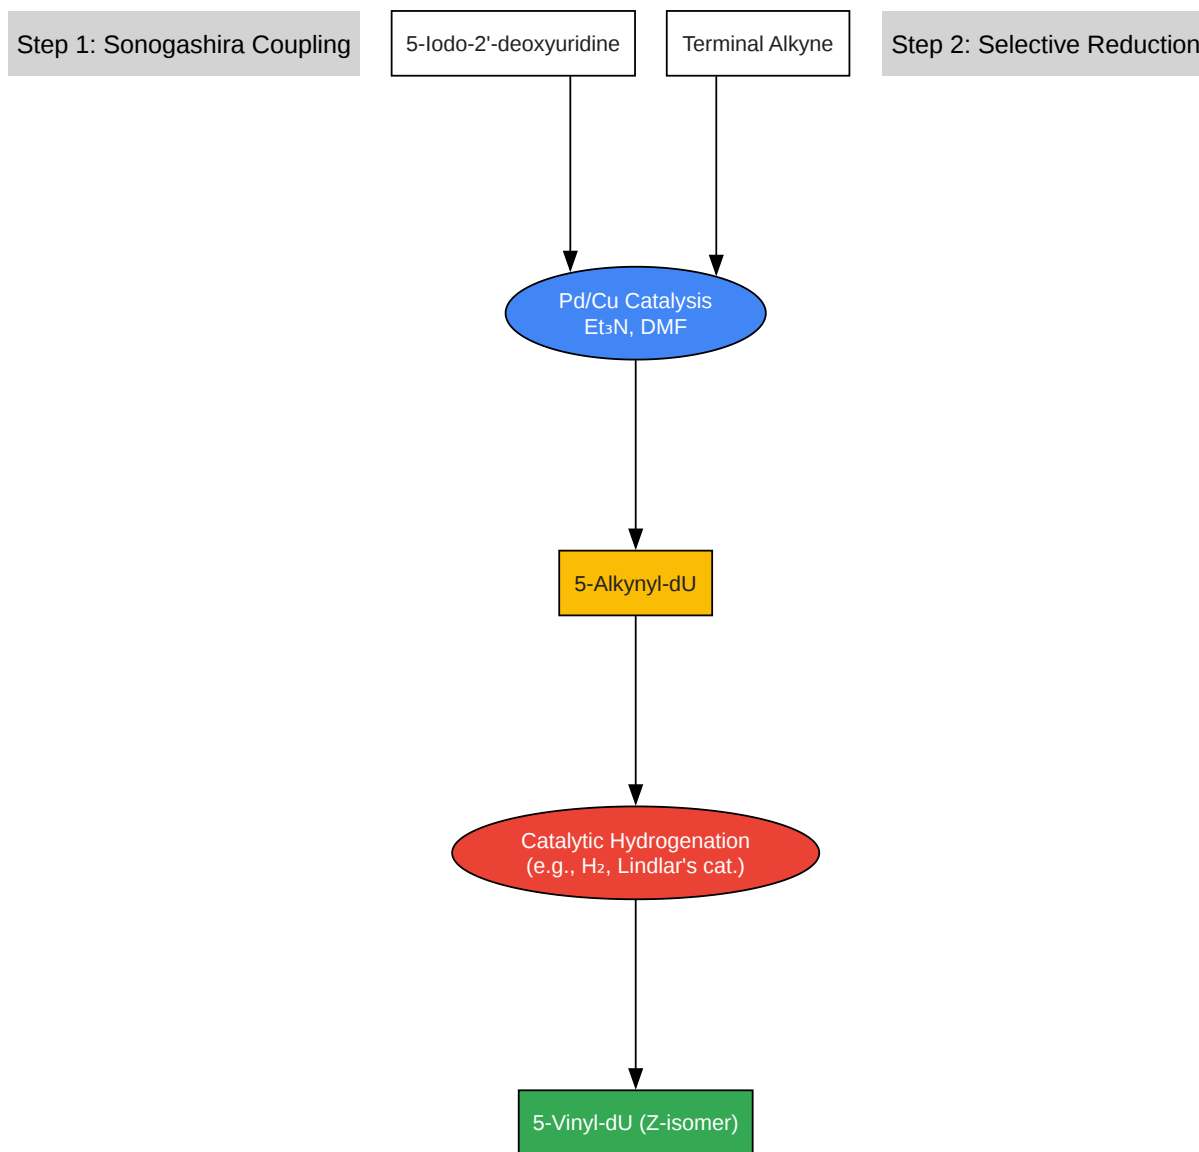 Step 1: Sonogashira Coupling
5-Iodo-2'-deoxyuridine
Terminal Alkyne
Step 2: Selective Reduction
Pd/Cu Catalysis
Et₃N, DMF
5-Alkynyl-dU
Catalytic Hydrogenation
(e.g., H₂, Lindlar's cat.)
5-Vinyl-dU (Z-isomer)